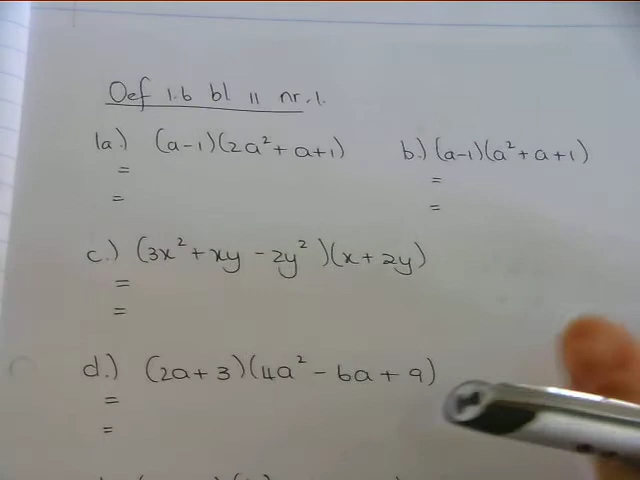 Oef 1.6 bl 11 nr. 1.
1a.) (a-1)(2a²+a+1) b.) (a-1)(a²+a+1)
= =
= =
c.) (3x²+xy-2y²)(x+2y)
=
=
d.) (2a+3)(4a²-6a+9)
=
=